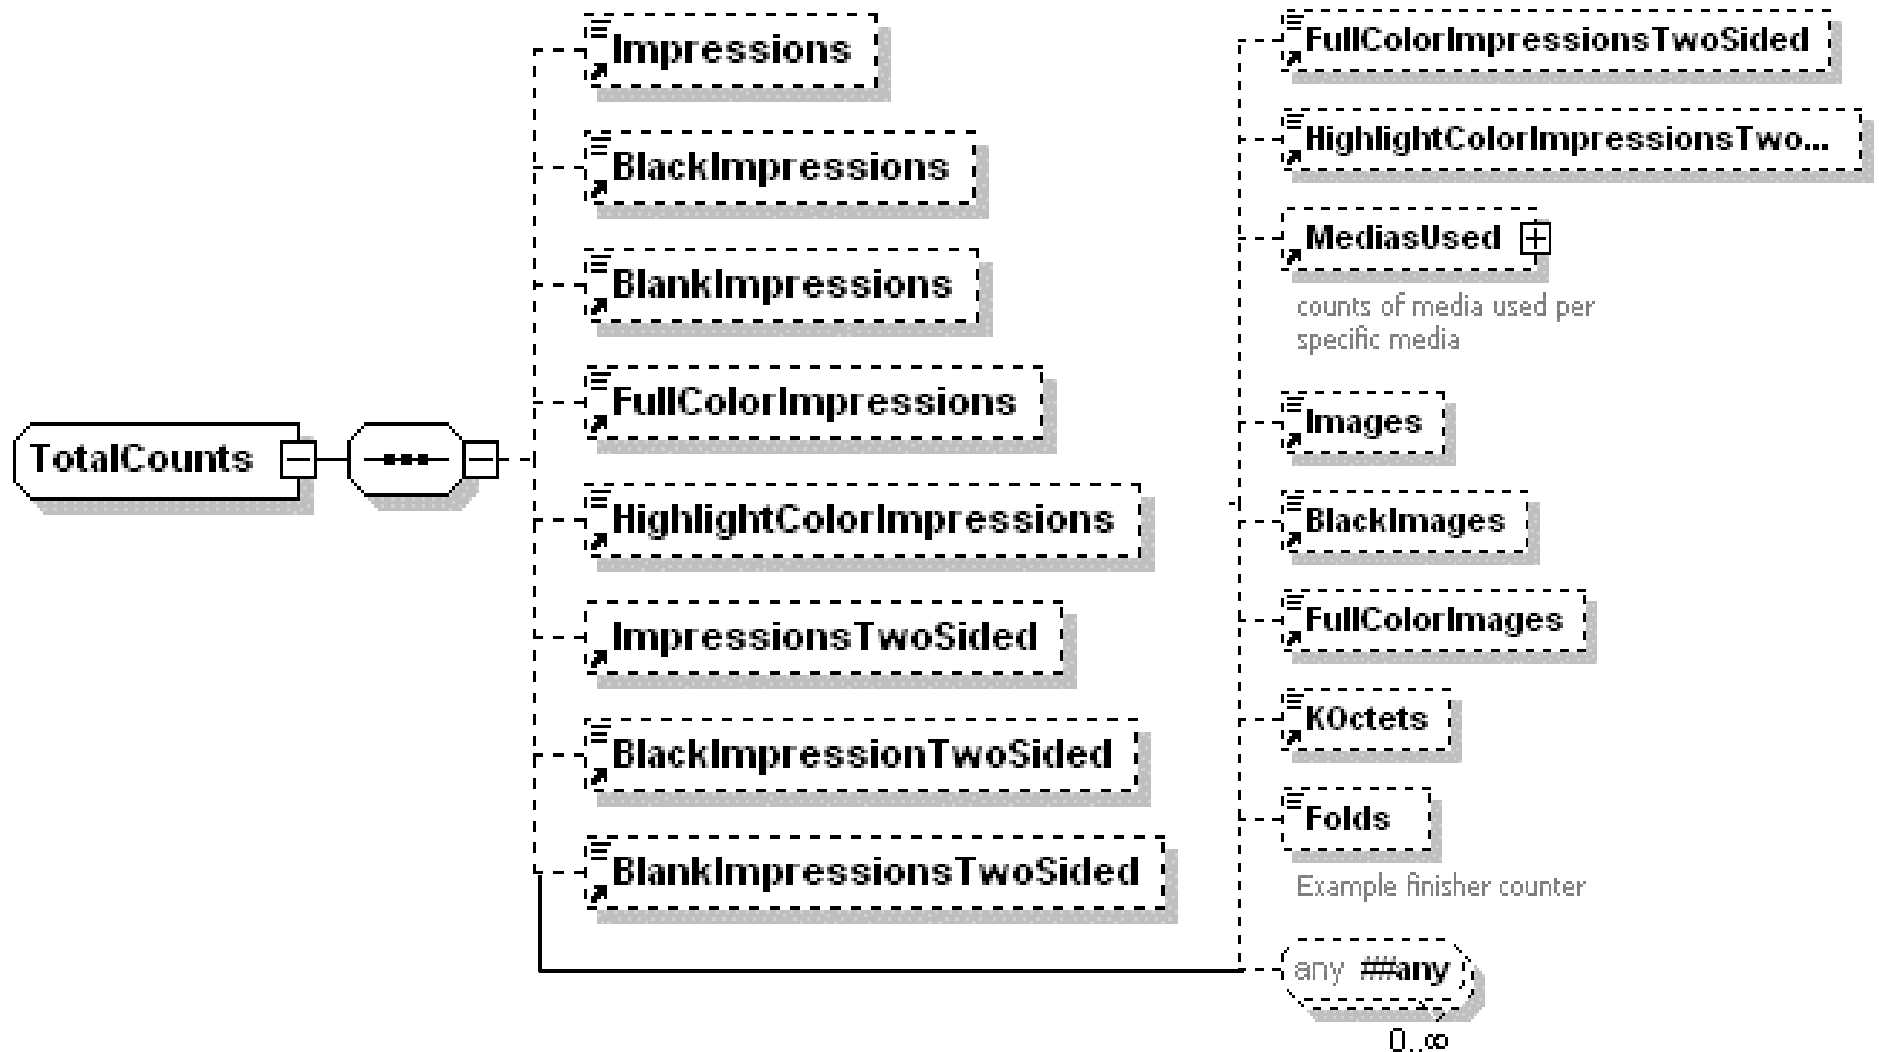 TotalCounts
Impressions
BlackImpressions
BlankImpressions
FullColorImpressions
HighlightColorImpressions
ImpressionsTwoSided
BlackImpressionTwoSided
BlankImpressionsTwoSided
FullColorImpressionsTwoSided
HighlightColorImpressionsTwo...
MediasUsed
counts of media used per
specific media
Images
BlackImages
FullColorImages
KOctets
Folds
Example finisher counter
any ##any
0..∞